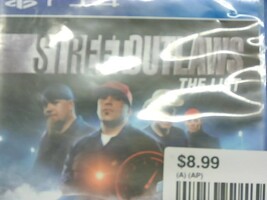 STREET OUTLAWS
THE LIST
$8.99
(A) (AP)